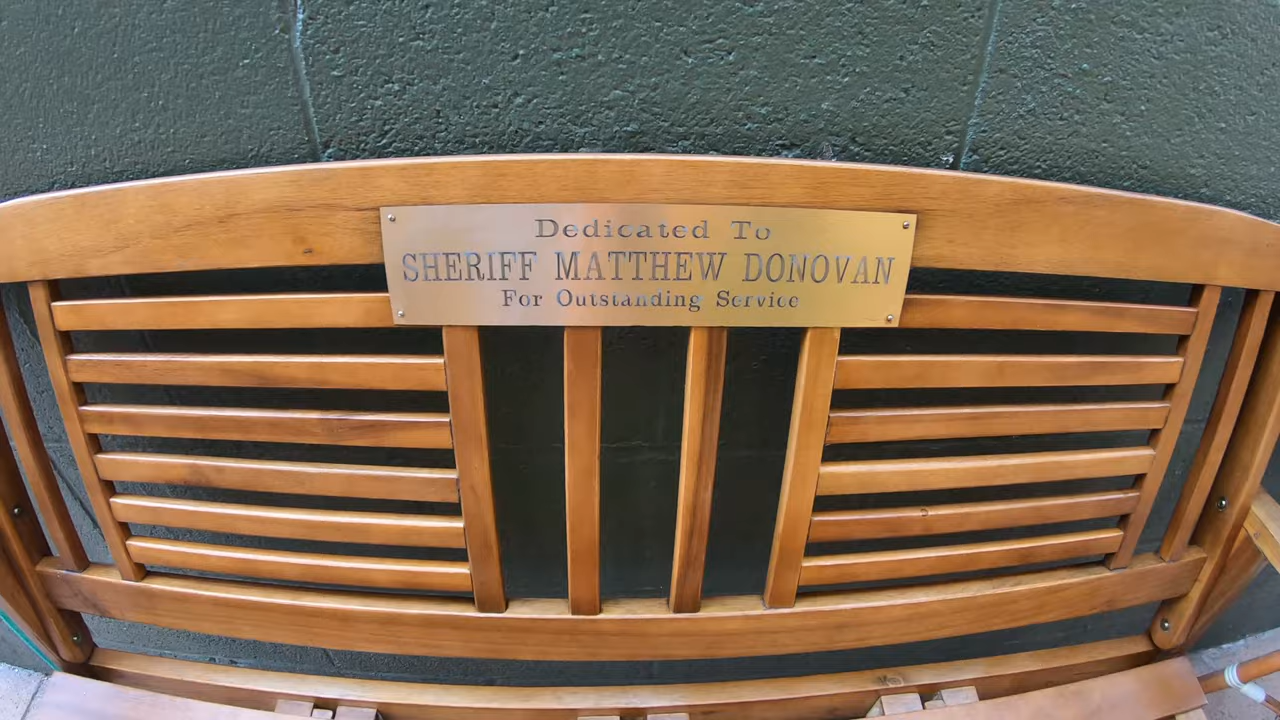 Dedicated To
SHERIFF MATTHEW DONOVAN
For Outstanding Service